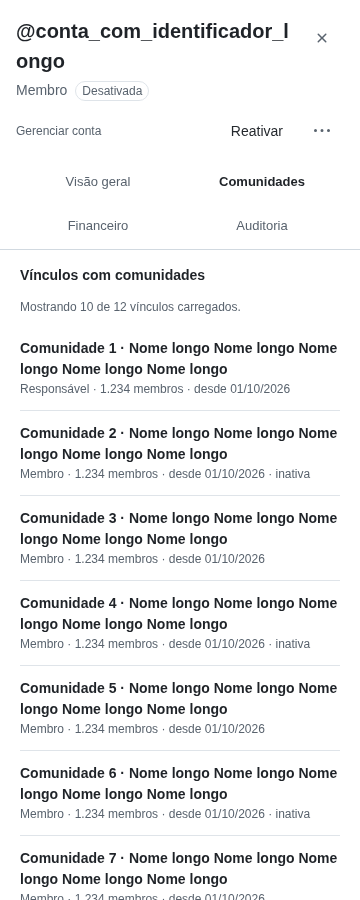 @conta_com_identificador_l
ongo
Membro Desativada
Gerenciar conta Reativar
Visão geral Comunidades
Financeiro Auditoria
Vínculos com comunidades
Mostrando 10 de 12 vínculos carregados.
Comunidade 1 · Nome longo Nome longo Nome
longo Nome longo Nome longo
Responsável · 1.234 membros · desde 01/10/2026
Comunidade 2 · Nome longo Nome longo Nome
longo Nome longo Nome longo
Membro · 1.234 membros · desde 01/10/2026 · inativa
Comunidade 3 · Nome longo Nome longo Nome
longo Nome longo Nome longo
Membro · 1.234 membros · desde 01/10/2026
Comunidade 4 · Nome longo Nome longo Nome
longo Nome longo Nome longo
Membro · 1.234 membros · desde 01/10/2026 · inativa
Comunidade 5 · Nome longo Nome longo Nome
longo Nome longo Nome longo
Membro · 1.234 membros · desde 01/10/2026
Comunidade 6 · Nome longo Nome longo Nome
longo Nome longo Nome longo
Membro · 1.234 membros · desde 01/10/2026 · inativa
Comunidade 7 · Nome longo Nome longo Nome
longo Nome longo Nome longo
Membro · 1.234 membros · desde 01/10/2026